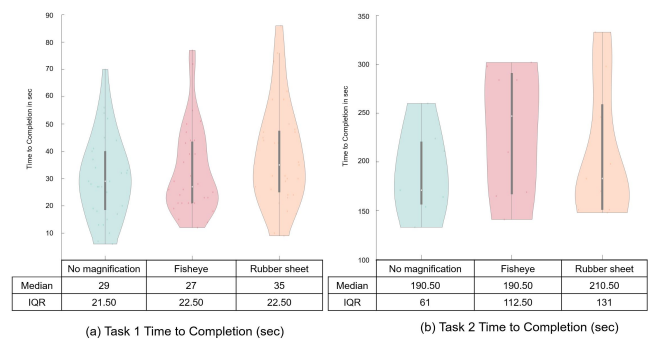 90
80
70
60
50
40
30
20
10
Time to Completion in sec
350
300
250
200
150
100
Time to Completion in sec
No magnification Fisheye Rubber sheet
Median 29 27 35
IQR 21.50 22.50 22.50
No magnification Fisheye Rubber sheet
Median 190.50 190.50 210.50
IQR 61 112.50 131
(a) Task 1 Time to Completion (sec)
(b) Task 2 Time to Completion (sec)